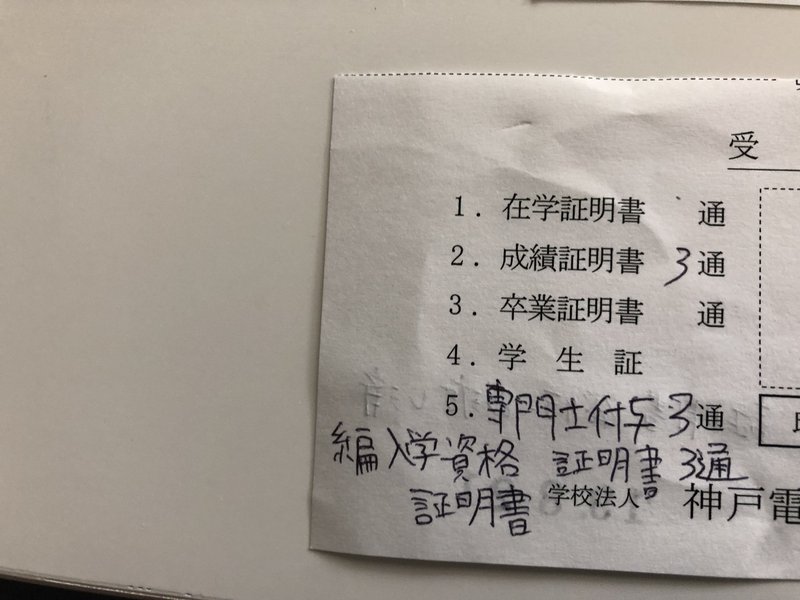 受
1. 在学証明書 通
2. 成績証明書 3通
3. 卒業証明書 通
4. 学生証
5. 専門士付与 3通
編入学資格 証明書 3通
証明書
学校法人 神戸電